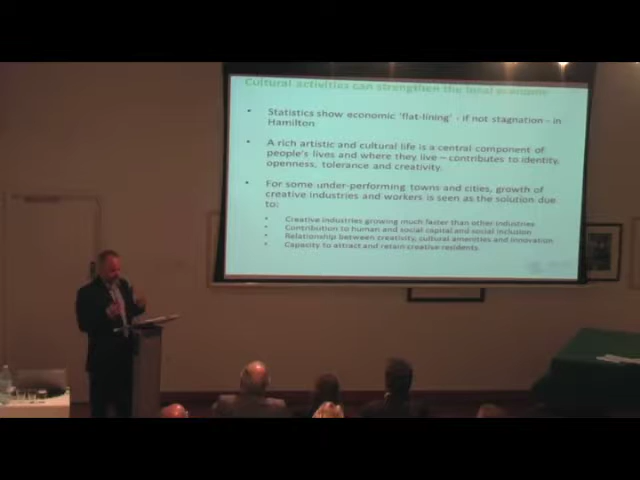 Cultural activities can strengthen the local economy
• Statistics show economic 'flat-lining' - if not stagnation – in
Hamilton
• A rich artistic and cultural life is a central component of
people's lives and where they live – contributes to identity,
openness, tolerance and creativity.
• For some under-performing towns and cities, growth of
creative industries and workers is seen as the solution due
to:
• Creative industries growing much faster than other industries
• Contribution to human and social capital and social inclusion
• Relationship between creativity, cultural amenities and innovation
• Capacity to attract and retain creative residents.